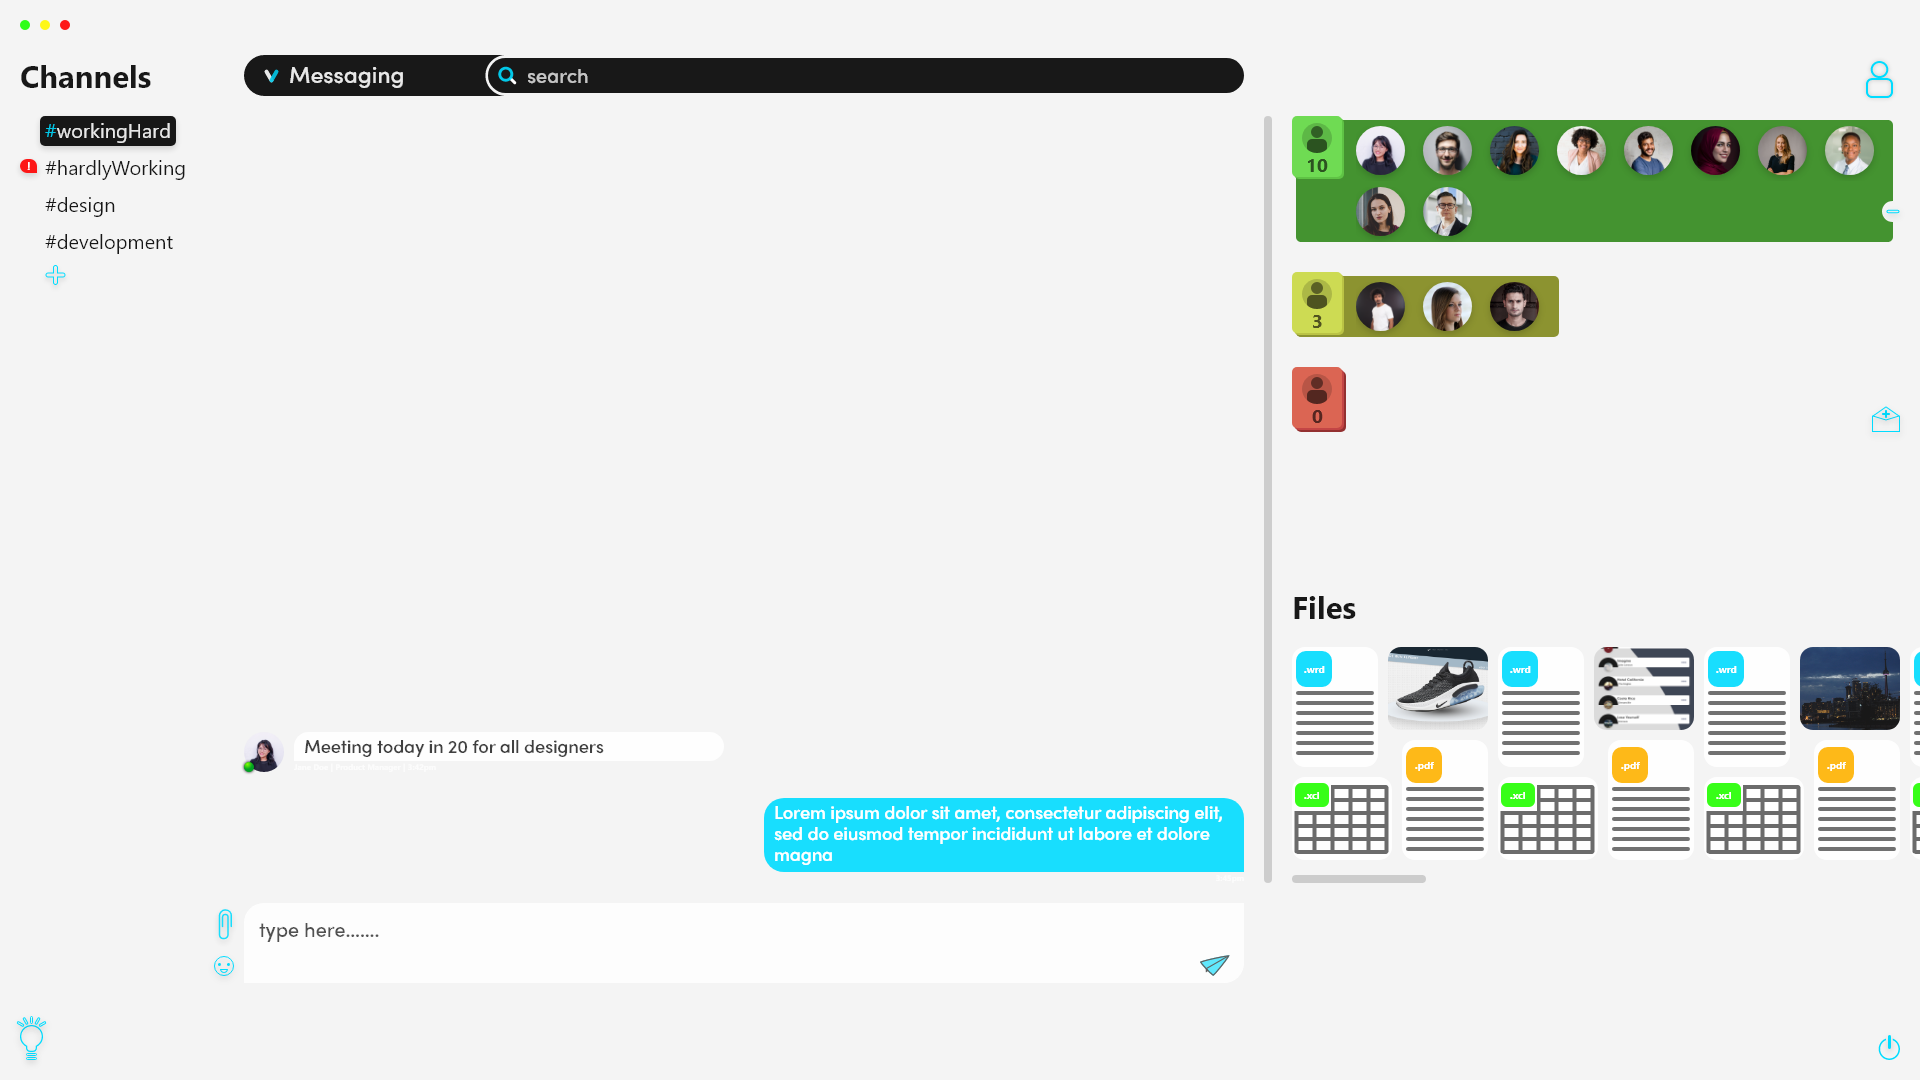 Channels
Messaging
search
#workingHard
!
#hardlyWorking
#design
#development
10
3
0
Files
.wrd
.wrd
.wrd
.pdf
.pdf
.pdf
.xcl
.xcl
.xcl
Meeting today in 20 for all designers
Lorem ipsum dolor sit amet, consectetur adipiscing elit,
sed do eiusmod tempor incididunt ut labore et dolore
magna
type here.......